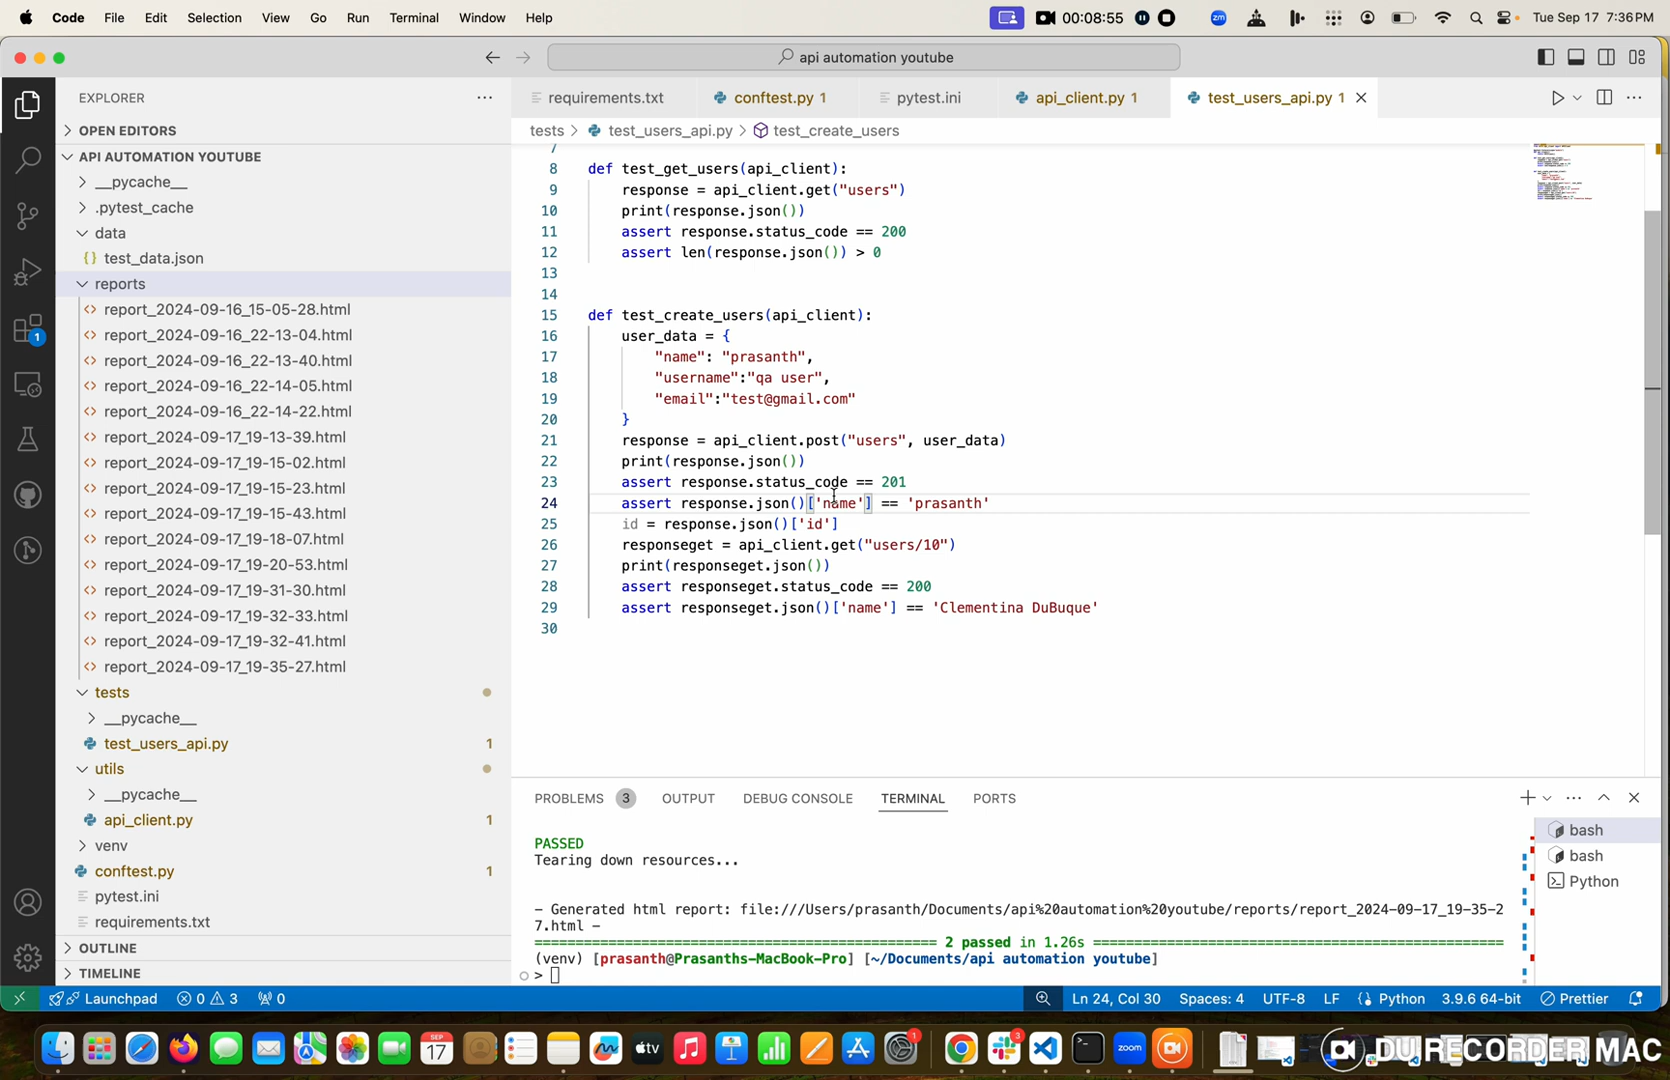 Code File Edit Selection View Go Run Terminal Window Help
00:08:55
zm
Tue Sep 17 7:36 PM
api automation youtube
EXPLORER
requirements.txt
conftest.py 1
pytest.ini
api_client.py 1
test_users_api.py 1
OPEN EDITORS
tests > test_users_api.py > test_create_users
API AUTOMATION YOUTUBE
__pycache__
.pytest_cache
data
{} test_data.json
reports
report_2024-09-16_15-05-28.html
report_2024-09-16_22-13-04.html
report_2024-09-16_22-13-40.html
report_2024-09-16_22-14-05.html
report_2024-09-16_22-14-22.html
report_2024-09-17_19-13-39.html
report_2024-09-17_19-15-02.html
report_2024-09-17_19-15-23.html
report_2024-09-17_19-15-43.html
report_2024-09-17_19-18-07.html
report_2024-09-17_19-20-53.html
report_2024-09-17_19-31-30.html
report_2024-09-17_19-32-33.html
report_2024-09-17_19-32-41.html
report_2024-09-17_19-35-27.html
tests
__pycache__
test_users_api.py 1
utils
__pycache__
api_client.py 1
venv
conftest.py 1
pytest.ini
requirements.txt
OUTLINE
TIMELINE
1
7
8 def test_get_users(api_client):
9 response = api_client.get("users")
10 print(response.json())
11 assert response.status_code == 200
12 assert len(response.json()) > 0
13
14
15 def test_create_users(api_client):
16 user_data = {
17 "name": "prasanth",
18 "username":"qa user",
19 "email":"test@gmail.com"
20 }
21 response = api_client.post("users", user_data)
22 print(response.json())
23 assert response.status_code == 201
24 assert response.json()['name'] == 'prasanth'
25 id = response.json()['id']
26 responseget = api_client.get("users/10")
27 print(responseget.json())
28 assert responseget.status_code == 200
29 assert responseget.json()['name'] == 'Clementina DuBuque'
30
PROBLEMS 3 OUTPUT DEBUG CONSOLE TERMINAL PORTS
PASSED
Tearing down resources...
- Generated html report: file:///Users/prasanth/Documents/api%20automation%20youtube/reports/report_2024-09-17_19-35-2
7.html -
2 passed in 1.26s
(venv) [prasanth@Prasanths-MacBook-Pro] [~/Documents/api automation youtube]
>
bash
bash
Python
Launchpad 0 3 0
Ln 24, Col 30 Spaces: 4 UTF-8 LF Python 3.9.6 64-bit Prettier
SEP
17
tv
1
3
zoom
DU RECORDER MAC